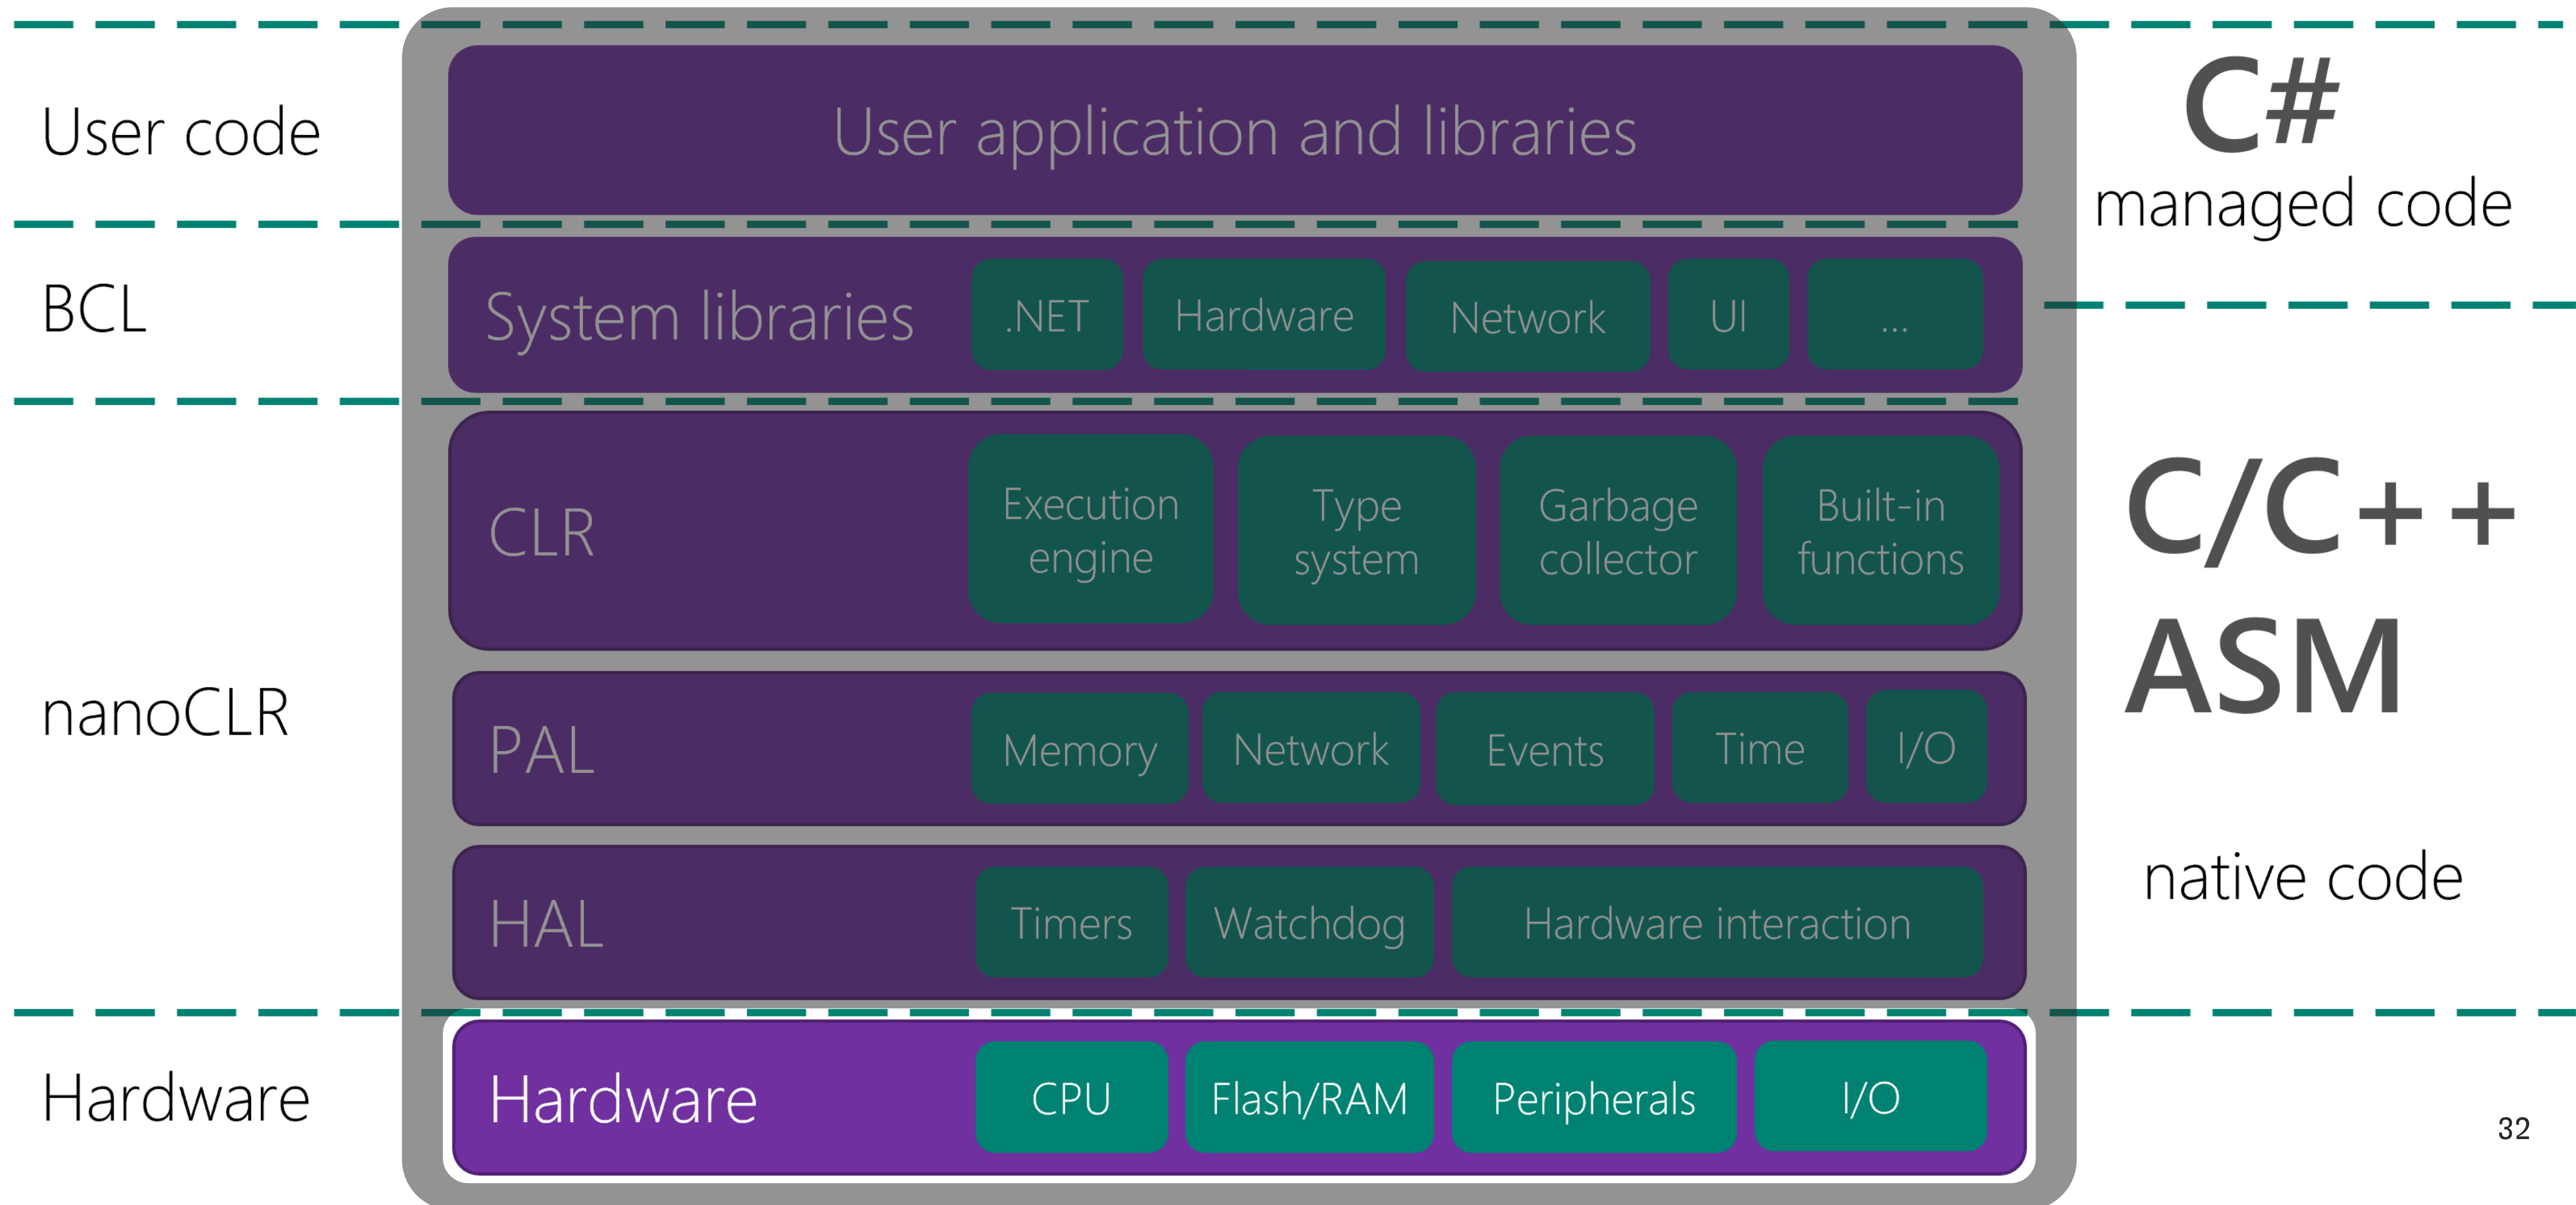 User code
User application and libraries
C#
managed code
BCL
System libraries
.NET
Hardware
Network
UI
...
CLR
Execution
engine
Type
system
Garbage
collector
Built-in
functions
C/C++
ASM
nanoCLR
PAL
Memory
Network
Events
Time
I/O
HAL
Timers
Watchdog
Hardware interaction
native code
Hardware
Hardware
CPU
Flash/RAM
Peripherals
I/O
32